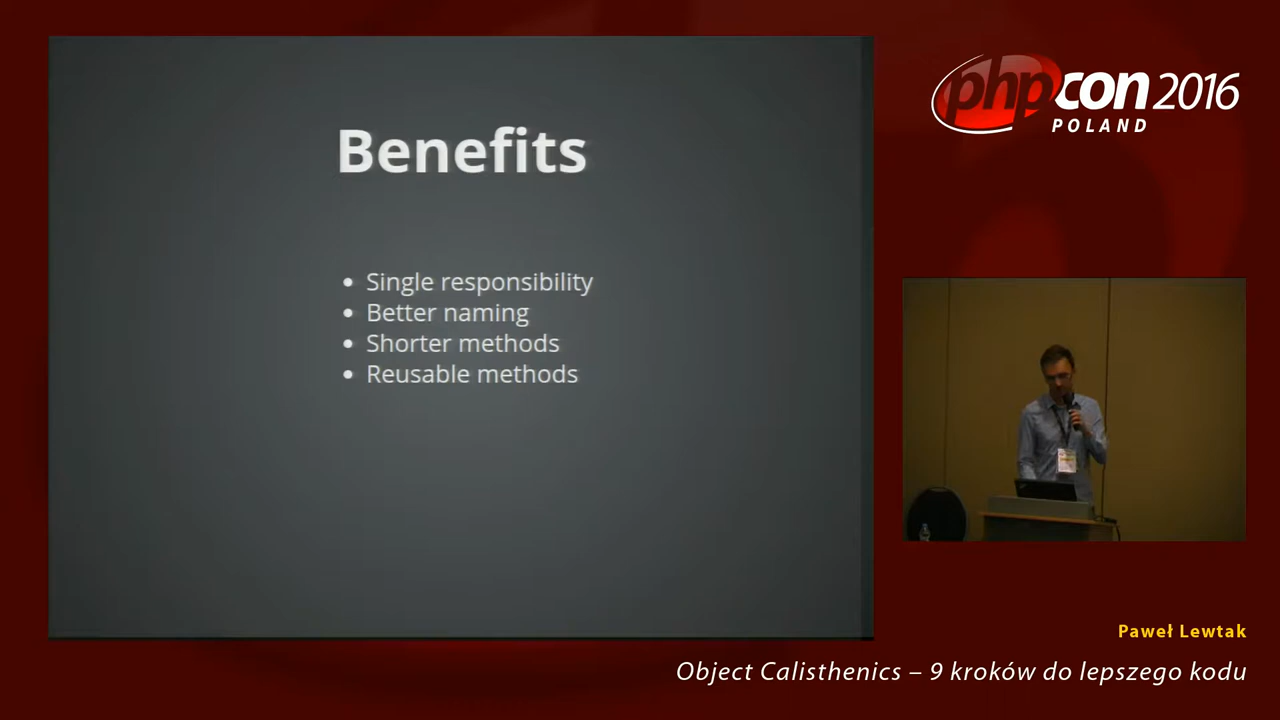 Benefits
Single responsibility
Better naming
Shorter methods
Reusable methods
phpcon 2016
POLAND
Paweł Lewtak
Object Calisthenics – 9 kroków do lepszego kodu